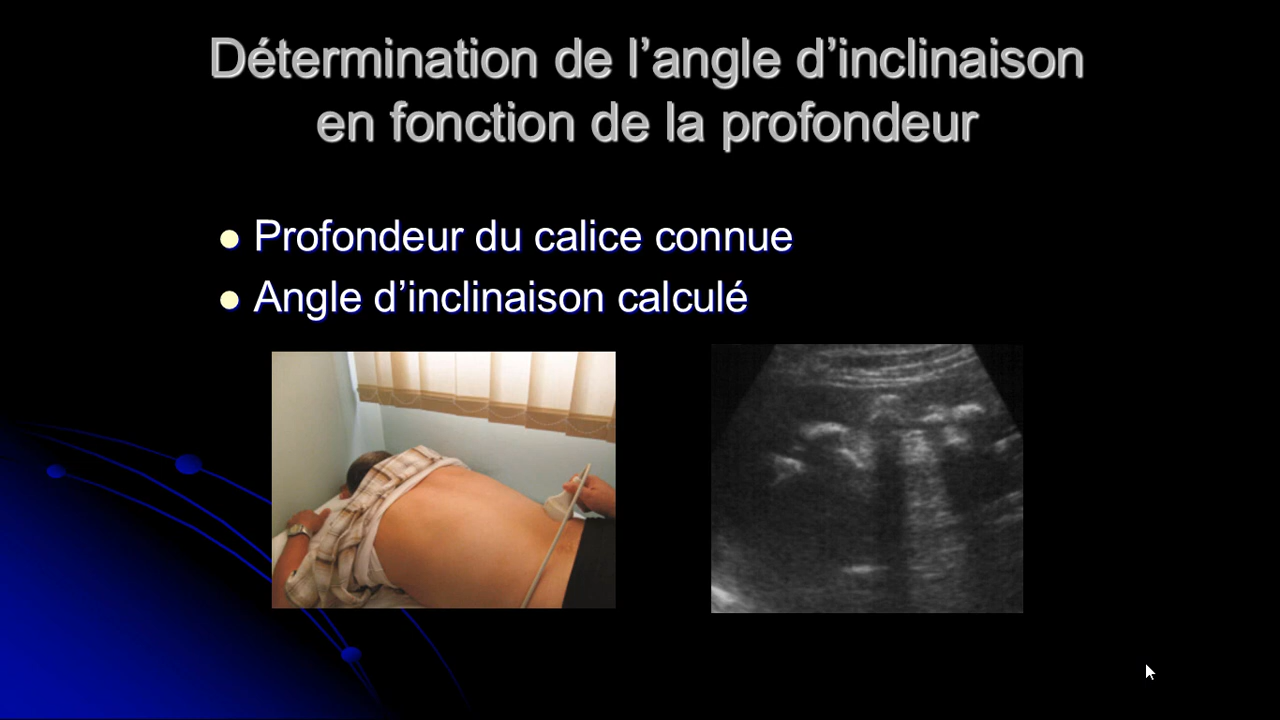 Détermination de l’angle d’inclinaison
en fonction de la profondeur
Profondeur du calice connue
Angle d’inclinaison calculé